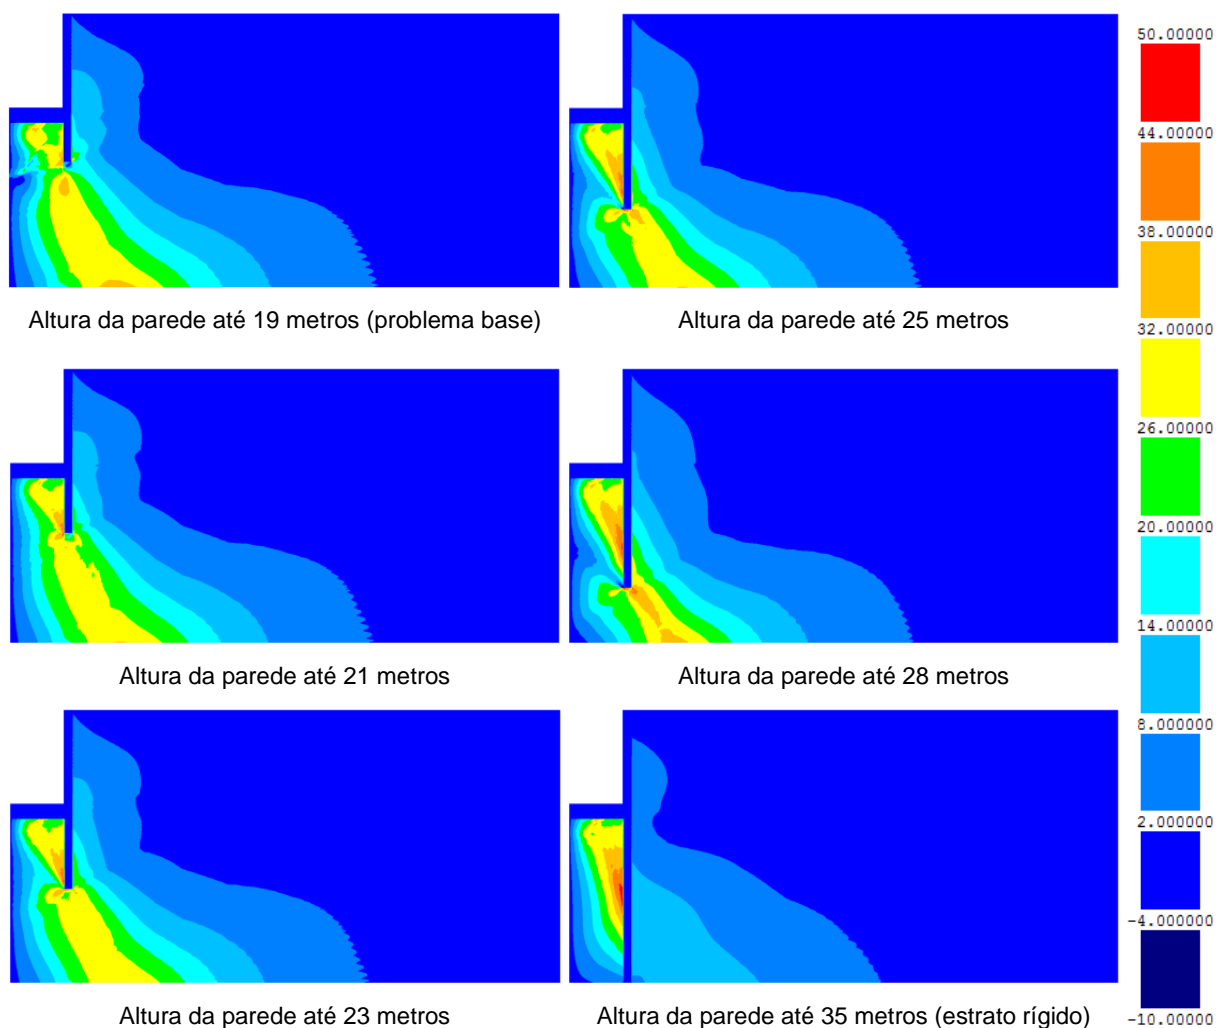 50.00000
44.00000
38.00000
32.00000
26.00000
20.00000
14.00000
8.000000
2.000000
-4.000000
-10.00000
Altura da parede até 19 metros (problema base)
Altura da parede até 25 metros
Altura da parede até 21 metros
Altura da parede até 28 metros
Altura da parede até 23 metros
Altura da parede até 35 metros (estrato rígido)